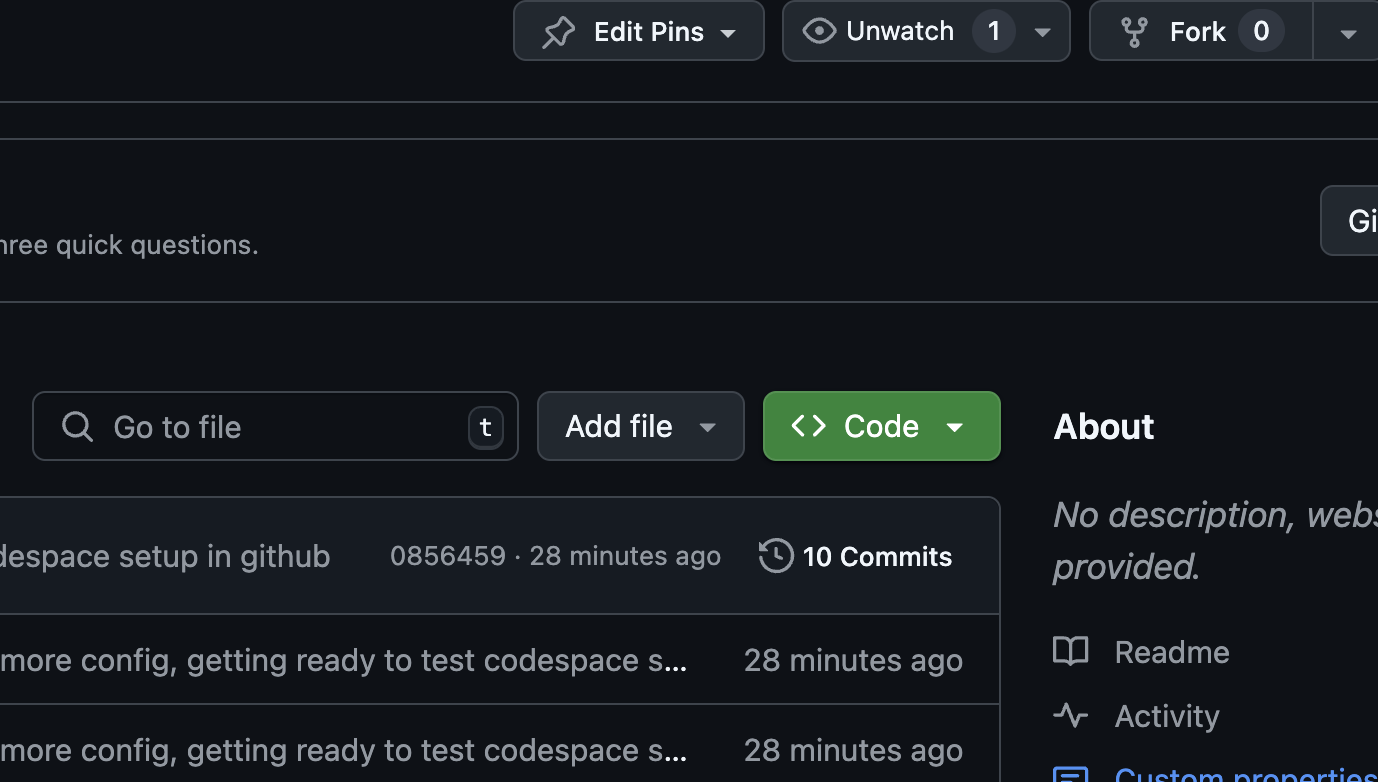 Edit Pins
Unwatch 1
Fork 0
hree quick questions.
Gi
Go to file t
Add file
Code
About
No description, webs
provided.
despace setup in github 0856459 · 28 minutes ago 10 Commits
more config, getting ready to test codespace s... 28 minutes ago
more config, getting ready to test codespace s... 28 minutes ago
Readme
Activity
Custom properties